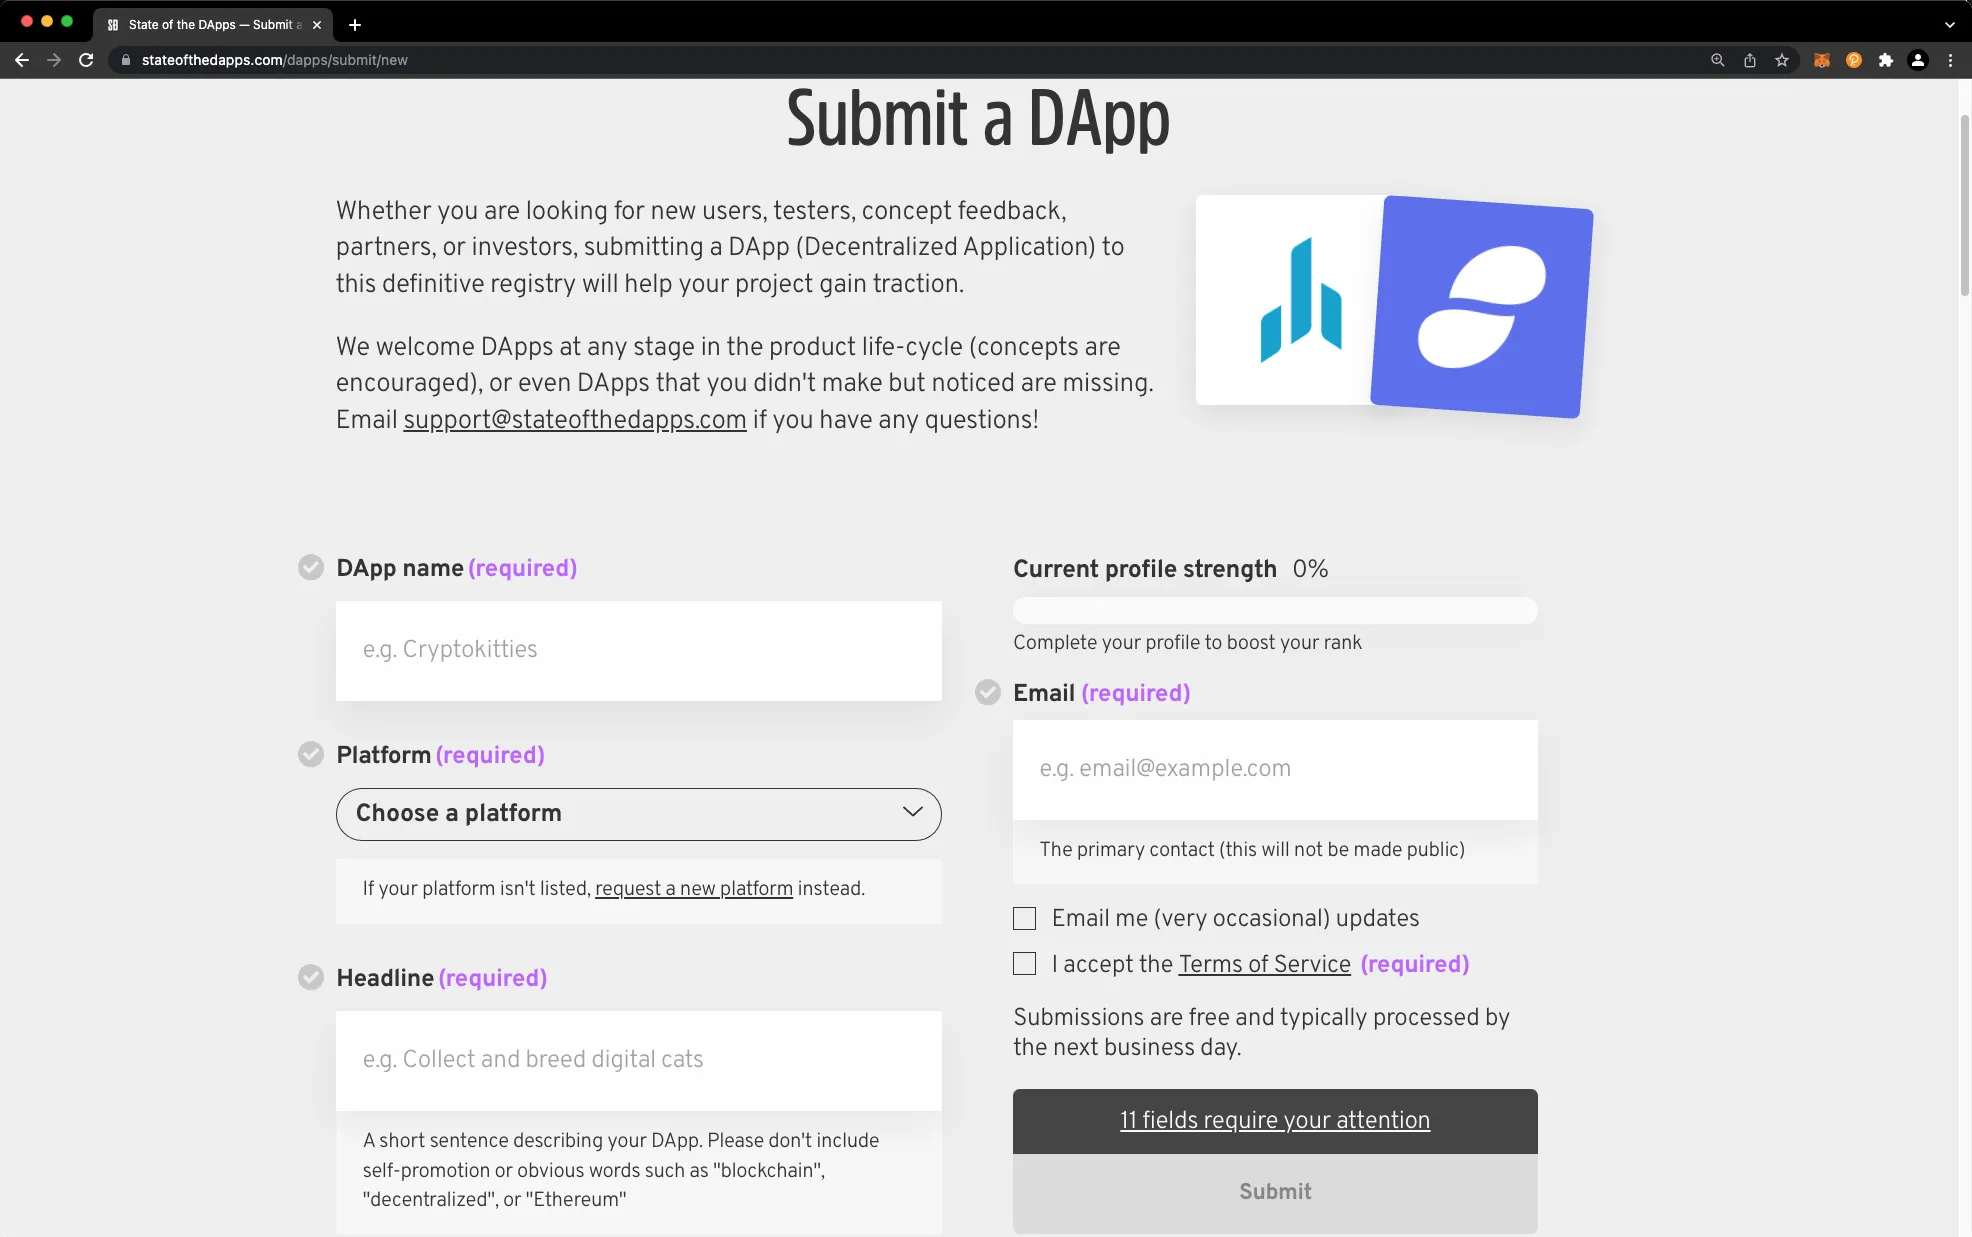 State of the DApps — Submit a
stateofthedapps.com/dapps/submit/new
Submit a DApp
Whether you are looking for new users, testers, concept feedback,
partners, or investors, submitting a DApp (Decentralized Application) to
this definitive registry will help your project gain traction.
We welcome DApps at any stage in the product life-cycle (concepts are
encouraged), or even DApps that you didn't make but noticed are missing.
Email support@stateofthedapps.com if you have any questions!
DApp name (required)
e.g. Cryptokitties
Platform (required)
Choose a platform
If your platform isn't listed, request a new platform instead.
Headline (required)
e.g. Collect and breed digital cats
A short sentence describing your DApp. Please don't include
self-promotion or obvious words such as "blockchain",
"decentralized", or "Ethereum"
Current profile strength 0%
Complete your profile to boost your rank
Email (required)
e.g. email@example.com
The primary contact (this will not be made public)
Email me (very occasional) updates
I accept the Terms of Service (required)
Submissions are free and typically processed by
the next business day.
11 fields require your attention
Submit